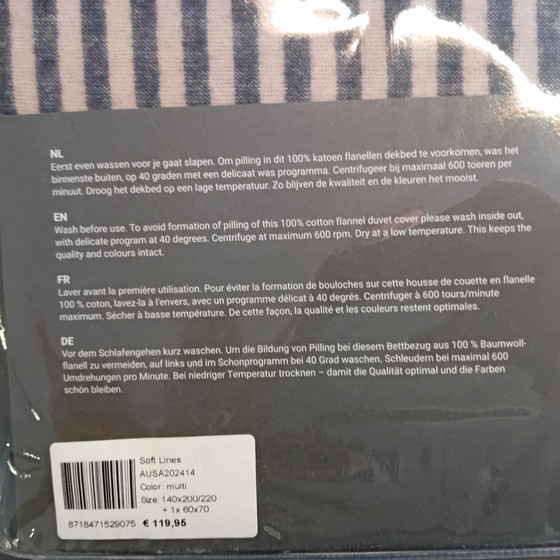 NL
Eerst even wassen voor je gaat slapen. Om pilling in dit 100% katoen flanellen dekbed te voorkomen, was het
binnenste buiten, op 40 graden met een delicaat was programma. Centrifugeer bij maximaal 600 toeren per
minuut. Droog het dekbed op een lage temperatuur. Zo blijven de kwaliteit en de kleuren het mooist.
EN
Wash before use. To avoid formation of pilling of this 100% cotton flannel duvet cover please wash inside out,
with delicate program at 40 degrees. Centrifuge at maximum 600 rpm. Dry at a low temperature. This keeps the
quality and colours intact.
FR
Laver avant la première utilisation. Pour éviter la formation de bouloches sur cette housse de couette en flanelle
100 % coton, lavez-la à l'envers, avec un programme délicat à 40 degrés. Centrifuger à 600 tours/minute
maximum. Sécher à basse température. De cette façon, la qualité et les couleurs restent optimales.
DE
Vor dem Schlafengehen kurz waschen. Um die Bildung von Pilling bei diesem Bettbezug aus 100 % Baumwoll-
flanell zu vermeiden, auf links und im Schonprogramm bei 40 Grad waschen. Schleudern bei maximal 600
Umdrehungen pro Minute. Bei niedriger Temperatur trocknen – damit die Qualität optimal und die Farben
schön bleiben.
Soft Lines
AUSA202414
Color: multi
Size: 140x200/220
+ 1x 60x70
8718471529075 € 119,95